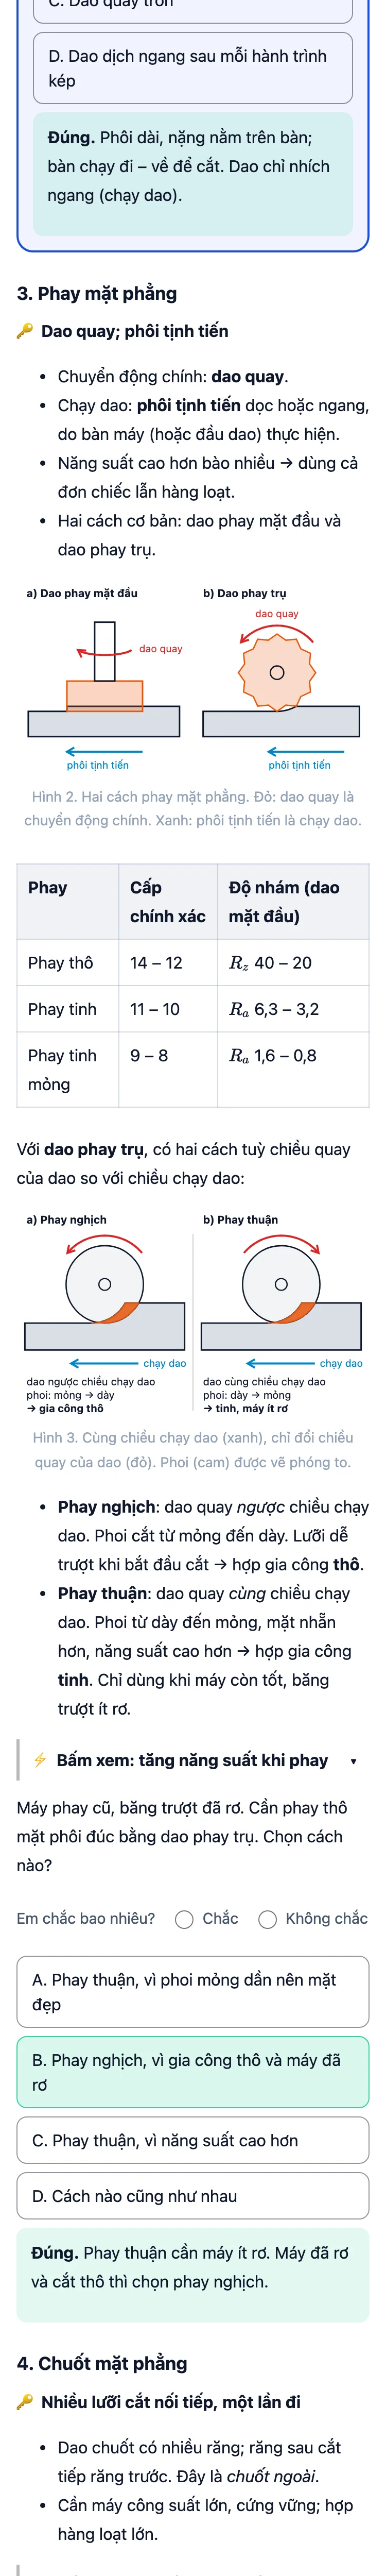 C. Dao quay tròn
D. Dao dịch ngang sau mỗi hành trình
kép
Đúng. Phôi dài, nặng nằm trên bàn;
bàn chạy đi – về để cắt. Dao chỉ nhích
ngang (chạy dao).
3. Phay mặt phẳng
🔑 Dao quay; phôi tịnh tiến
• Chuyển động chính: dao quay.
• Chạy dao: phôi tịnh tiến dọc hoặc ngang,
do bàn máy (hoặc đầu dao) thực hiện.
• Năng suất cao hơn bào nhiều → dùng cả
đơn chiếc lẫn hàng loạt.
• Hai cách cơ bản: dao phay mặt đầu và
dao phay trụ.
a) Dao phay mặt đầu
dao quay
phôi tịnh tiến
b) Dao phay trụ
dao quay
phôi tịnh tiến
Hình 2. Hai cách phay mặt phẳng. Đỏ: dao quay là
chuyển động chính. Xanh: phôi tịnh tiến là chạy dao.
Phay Cấp Độ nhám (dao
chính xác mặt đầu)
Phay thô 14 – 12 Rz 40 – 20
Phay tinh 11 – 10 Ra 6,3 – 3,2
Phay tinh 9 – 8 Ra 1,6 – 0,8
mỏng
Với dao phay trụ, có hai cách tuỳ chiều quay
của dao so với chiều chạy dao:
a) Phay nghịch
chạy dao
dao ngược chiều chạy dao
phoi: mỏng → dày
→ gia công thô
b) Phay thuận
chạy dao
dao cùng chiều chạy dao
phoi: dày → mỏng
→ tinh, máy ít rơ
Hình 3. Cùng chiều chạy dao (xanh), chỉ đổi chiều
quay của dao (đỏ). Phoi (cam) được vẽ phóng to.
• Phay nghịch: dao quay ngược chiều chạy
dao. Phoi cắt từ mỏng đến dày. Lưỡi dễ
trượt khi bắt đầu cắt → hợp gia công thô.
• Phay thuận: dao quay cùng chiều chạy
dao. Phoi từ dày đến mỏng, mặt nhẵn
hơn, năng suất cao hơn → hợp gia công
tinh. Chỉ dùng khi máy còn tốt, băng
trượt ít rơ.
⚡ Bấm xem: tăng năng suất khi phay ▼
Máy phay cũ, băng trượt đã rơ. Cần phay thô
mặt phôi đúc bằng dao phay trụ. Chọn cách
nào?
Em chắc bao nhiêu? Chắc Không chắc
A. Phay thuận, vì phoi mỏng dần nên mặt
đẹp
B. Phay nghịch, vì gia công thô và máy đã
rơ
C. Phay thuận, vì năng suất cao hơn
D. Cách nào cũng như nhau
Đúng. Phay thuận cần máy ít rơ. Máy đã rơ
và cắt thô thì chọn phay nghịch.
4. Chuốt mặt phẳng
🔑 Nhiều lưỡi cắt nối tiếp, một lần đi
• Dao chuốt có nhiều răng; răng sau cắt
tiếp răng trước. Đây là chuốt ngoài.
• Cần máy công suất lớn, cứng vững; hợp
hàng loạt lớn.